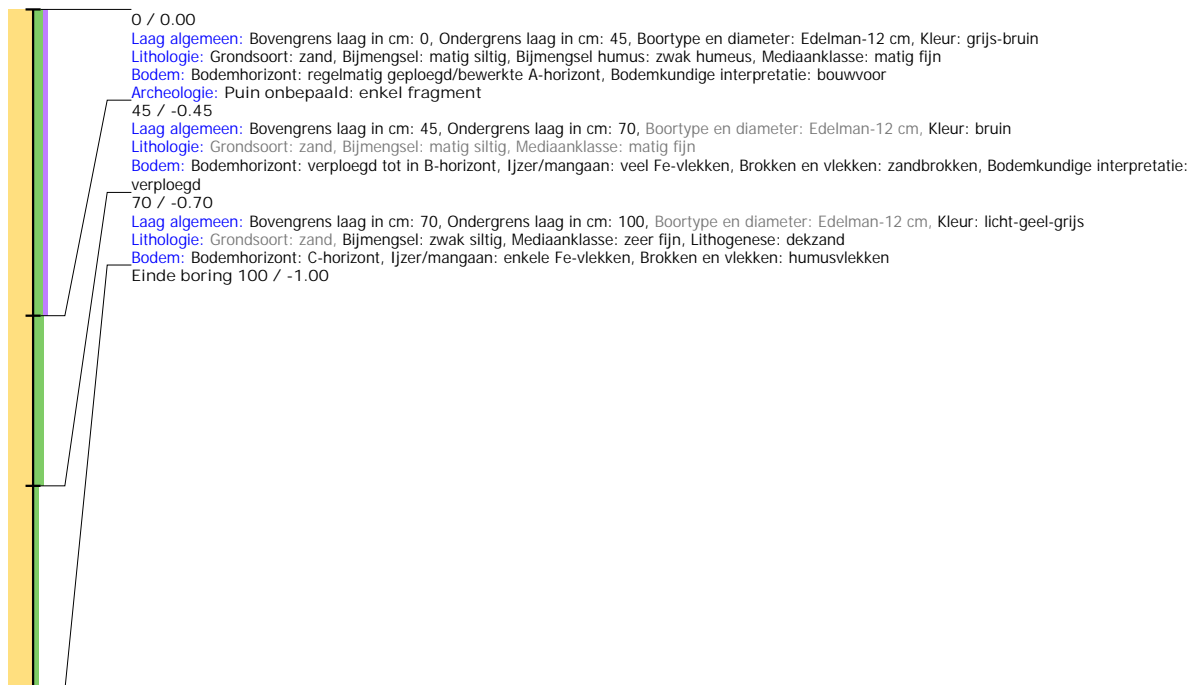 0 / 0.00
Laag algemeen: Bovengrens laag in cm: 0, Ondergrens laag in cm: 45, Boortype en diameter: Edelman-12 cm, Kleur: grijs-bruin
Lithologie: Grondsoort: zand, Bijmengsel: matig siltig, Bijmengsel humus: zwak humeus, Mediaanklasse: matig fijn
Bodem: Bodemhorizont: regelmatig geploegd/bewerkte A-horizont, Bodemkundige interpretatie: bouwvoor
Archeologie: Puin onbepaald: enkel fragment
45 / -0.45
Laag algemeen: Bovengrens laag in cm: 45, Ondergrens laag in cm: 70, Boortype en diameter: Edelman-12 cm, Kleur: bruin
Lithologie: Grondsoort: zand, Bijmengsel: matig siltig, Mediaanklasse: matig fijn
Bodem: Bodemhorizont: verploegd tot in B-horizont, Ijzer/mangaan: veel Fe-vlekken, Brokken en vlekken: zandbrokken, Bodemkundige interpretatie:
verploegd
70 / -0.70
Laag algemeen: Bovengrens laag in cm: 70, Ondergrens laag in cm: 100, Boortype en diameter: Edelman-12 cm, Kleur: licht-geel-grijs
Lithologie: Grondsoort: zand, Bijmengsel: zwak siltig, Mediaanklasse: zeer fijn, Lithogenese: dekzand
Bodem: Bodemhorizont: C-horizont, Ijzer/mangaan: enkele Fe-vlekken, Brokken en vlekken: humusvlekken
Einde boring 100 / -1.00